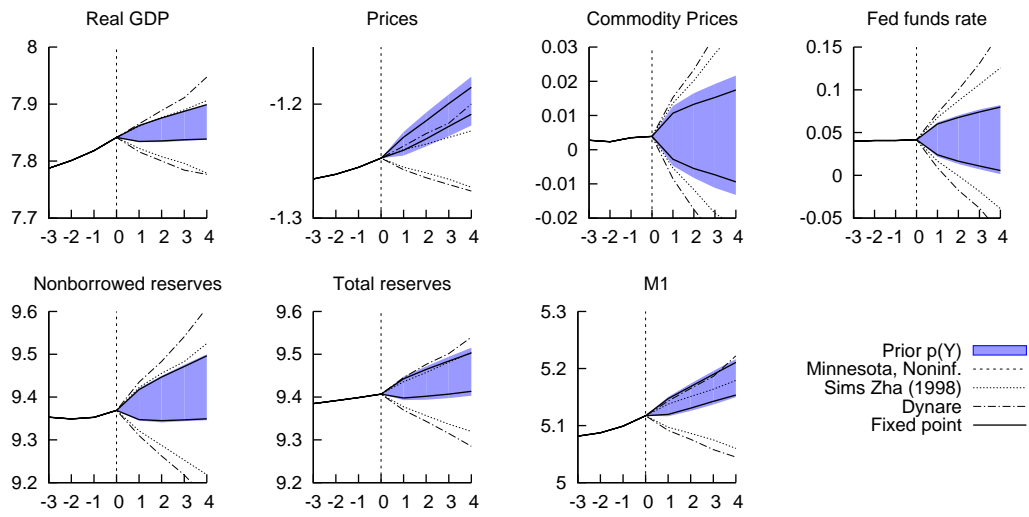 Real GDP
8
7.9
7.8
7.7
-3 -2 -1 0 1 2 3 4
Prices
-1.2
-1.3
-3 -2 -1 0 1 2 3 4
Commodity Prices
0.03
0.02
0.01
0
-0.01
-0.02
-3 -2 -1 0 1 2 3 4
Fed funds rate
0.15
0.1
0.05
0
-0.05
-3 -2 -1 0 1 2 3 4
Nonborrowed reserves
9.6
9.5
9.4
9.3
9.2
-3 -2 -1 0 1 2 3 4
Total reserves
9.6
9.5
9.4
9.3
9.2
-3 -2 -1 0 1 2 3 4
M1
5.3
5.2
5.1
5
-3 -2 -1 0 1 2 3 4
Prior p(Y)
Minnesota, Noninf.
Sims Zha (1998)
Dynare
Fixed point